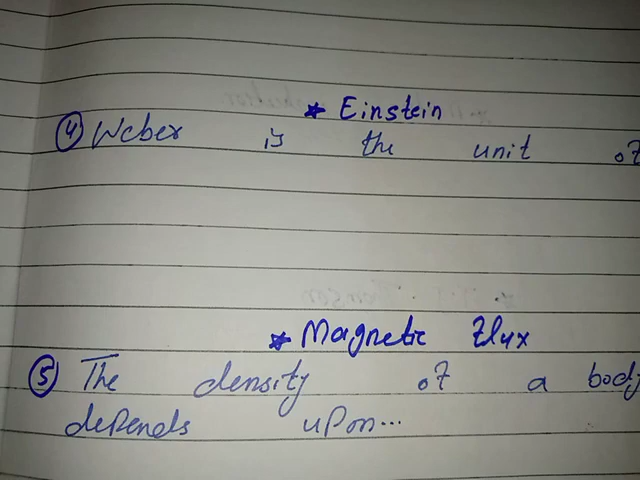 * Einstein
④ Weber is the unit of
* Magnetic Flux
⑤ The density of a body
depends upon...